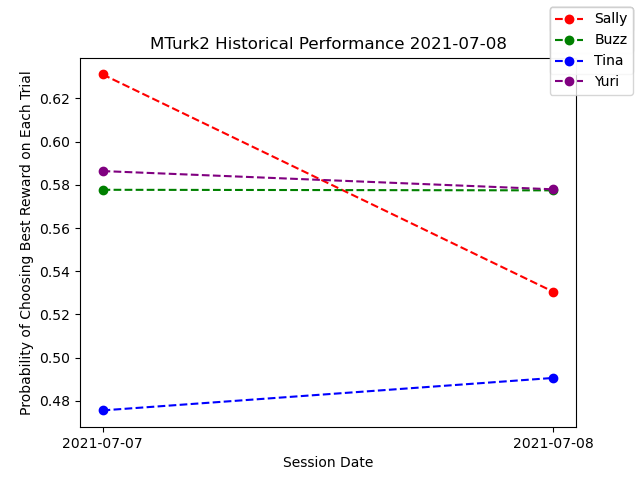 MTurk2 Historical Performance 2021-07-08
Sally
Buzz
Tina
Yuri
Probability of Choosing Best Reward on Each Trial
0.62
0.60
0.58
0.56
0.54
0.52
0.50
0.48
2021-07-07
2021-07-08
Session Date